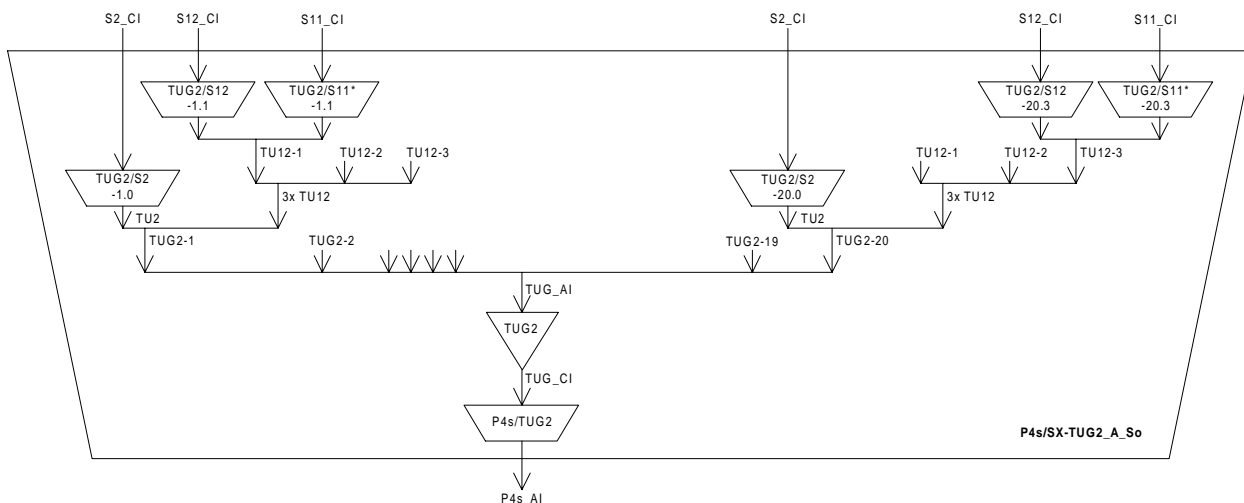 S2_CI
S12_CI
S11_CI
S2_CI
S12_CI
S11_CI
TUG2/S12
-1.1
TUG2/S11*
-1.1
TUG2/S12
-20.3
TUG2/S11*
-20.3
TU12-1
TU12-2
TU12-3
TU12-1
TU12-2
TU12-3
TUG2/S2
-1.0
3x TU12
TUG2/S2
-20.0
3x TU12
TU2
TU2
TUG2-1
TUG2-2
TUG2-19
TUG2-20
TUG_AI
TUG2
TUG_CI
P4s/TUG2
P4s/SX-TUG2_A_So
P4s_AI